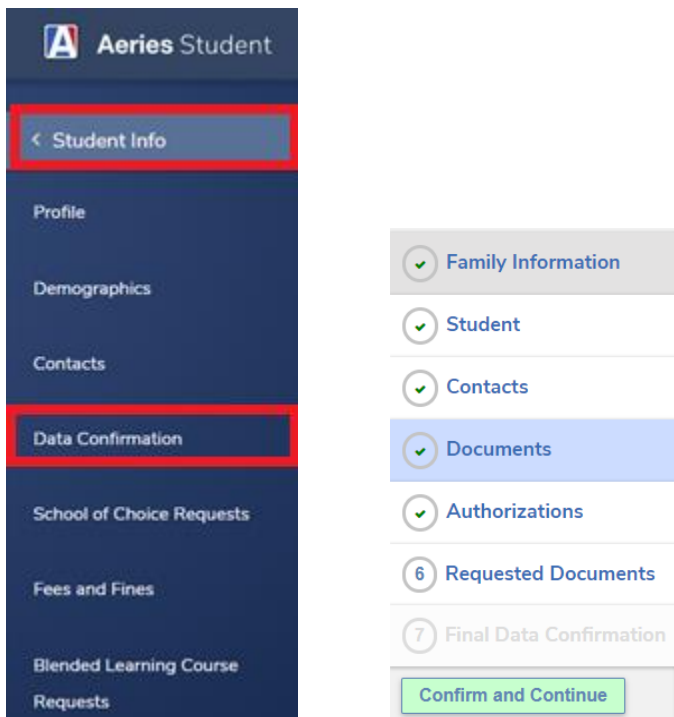 Aeries Student
Student Info
Profile
Demographics
Contacts
Data Confirmation
School of Choice Requests
Fees and Fines
Blended Learning Course
Requests
Family Information
Student
Contacts
Documents
Authorizations
6 Requested Documents
7 Final Data Confirmation
Confirm and Continue